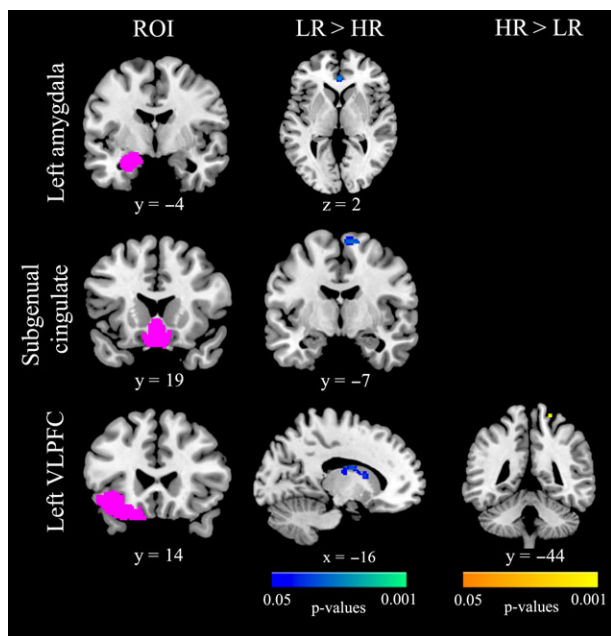 ROI LR > HR HR > LR
Left amygdala
y = −4 z = 2
Subgenual
cingulate
y = 19 y = −7
Left VLPFC
y = 14 x = −16 y = −44
0.05 0.001 0.05 0.001
p-values p-values